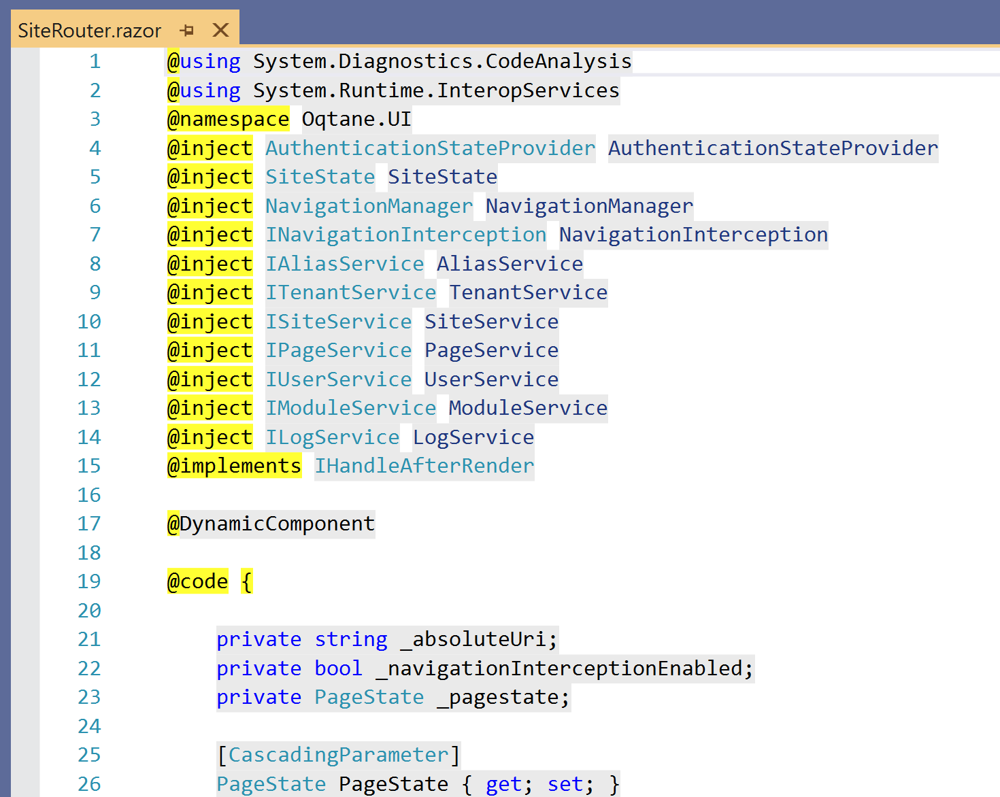 SiteRouter.razor
1 @using System.Diagnostics.CodeAnalysis
2 @using System.Runtime.InteropServices
3 @namespace Oqtane.UI
4 @inject AuthenticationStateProvider AuthenticationStateProvider
5 @inject SiteState SiteState
6 @inject NavigationManager NavigationManager
7 @inject INavigationInterception NavigationInterception
8 @inject IAliasService AliasService
9 @inject ITenantService TenantService
10 @inject ISiteService SiteService
11 @inject IPageService PageService
12 @inject IUserService UserService
13 @inject IModuleService ModuleService
14 @inject ILogService LogService
15 @implements IHandleAfterRender
16
17 @DynamicComponent
18
19 @code {
20
21 private string _absoluteUri;
22 private bool _navigationInterceptionEnabled;
23 private PageState _pagestate;
24
25 [CascadingParameter]
26 PageState PageState { get; set; }